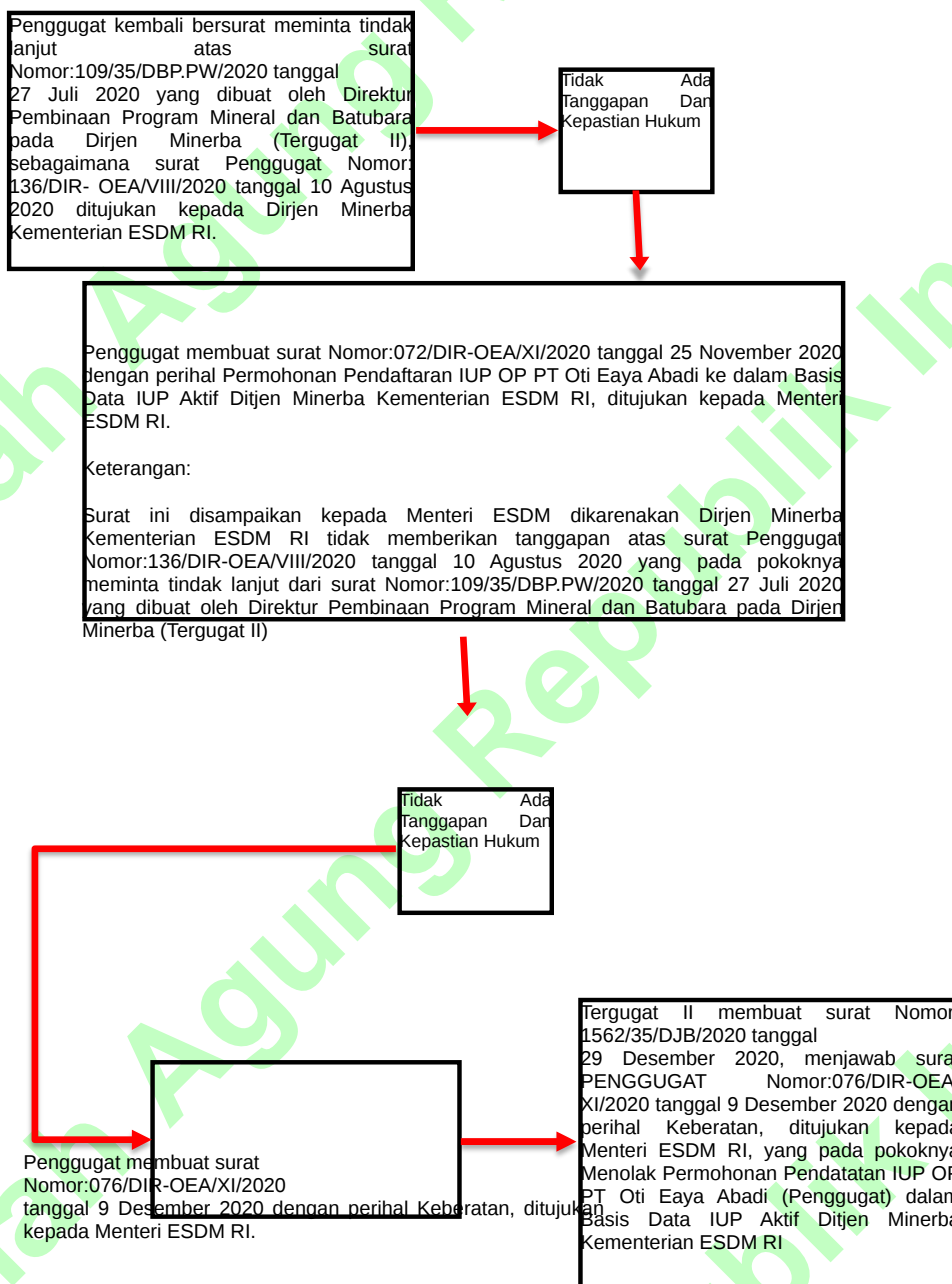 Penggugat kembali bersurat meminta tindak
lanjut atas surat
Nomor:109/35/DBP.PW/2020 tanggal
27 Juli 2020 yang dibuat oleh Direktur
Pembinaan Program Mineral dan Batubara
pada Dirjen Minerba (Tergugat II),
sebagaimana surat Penggugat Nomor:
136/DIR- OEA/VIII/2020 tanggal 10 Agustus
2020 ditujukan kepada Dirjen Minerba
Kementerian ESDM RI.
Tidak Ada
Tanggapan Dan
Kepastian Hukum
Penggugat membuat surat Nomor:072/DIR-OEA/XI/2020 tanggal 25 November 2020
dengan perihal Permohonan Pendaftaran IUP OP PT Oti Eaya Abadi ke dalam Basis
Data IUP Aktif Ditjen Minerba Kementerian ESDM RI, ditujukan kepada Menteri
ESDM RI.
Keterangan:
Surat ini disampaikan kepada Menteri ESDM dikarenakan Dirjen Minerba
Kementerian ESDM RI tidak memberikan tanggapan atas surat Penggugat
Nomor:136/DIR-OEA/VIII/2020 tanggal 10 Agustus 2020 yang pada pokoknya
meminta tindak lanjut dari surat Nomor:109/35/DBP.PW/2020 tanggal 27 Juli 2020
yang dibuat oleh Direktur Pembinaan Program Mineral dan Batubara pada Dirjen
Minerba (Tergugat II)
Tidak Ada
Tanggapan Dan
Kepastian Hukum
Penggugat membuat surat
Nomor:076/DIR-OEA/XI/2020
tanggal 9 Desember 2020 dengan perihal Keberatan, ditujukan
kepada Menteri ESDM RI.
Tergugat II membuat surat Nomor
1562/35/DJB/2020 tanggal
29 Desember 2020, menjawab surat
PENGGUGAT Nomor:076/DIR-OEA
XI/2020 tanggal 9 Desember 2020 dengan
perihal Keberatan, ditujukan kepada
Menteri ESDM RI, yang pada pokoknya
Menolak Permohonan Pendatatan IUP OP
PT Oti Eaya Abadi (Penggugat) dalam
Basis Data IUP Aktif Ditjen Minerba
Kementerian ESDM RI
Agung Republik